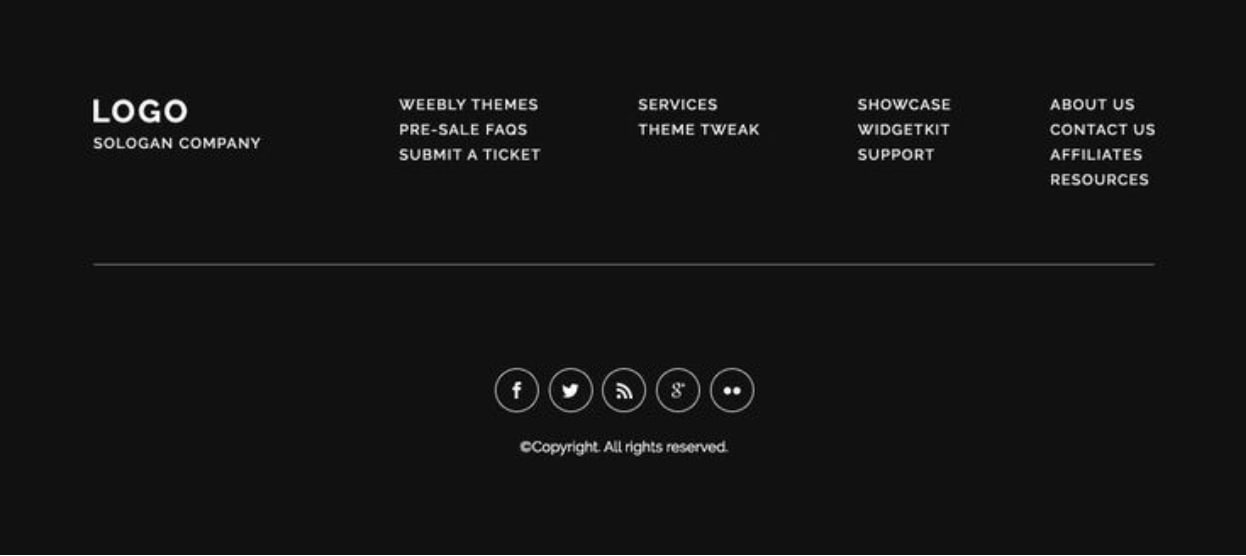 LOGO
SOLOGAN COMPANY
WEEBLY THEMES
PRE-SALE FAQS
SUBMIT A TICKET
SERVICES
THEME TWEAK
SHOWCASE
WIDGETKIT
SUPPORT
ABOUT US
CONTACT US
AFFILIATES
RESOURCES
©Copyright. All rights reserved.